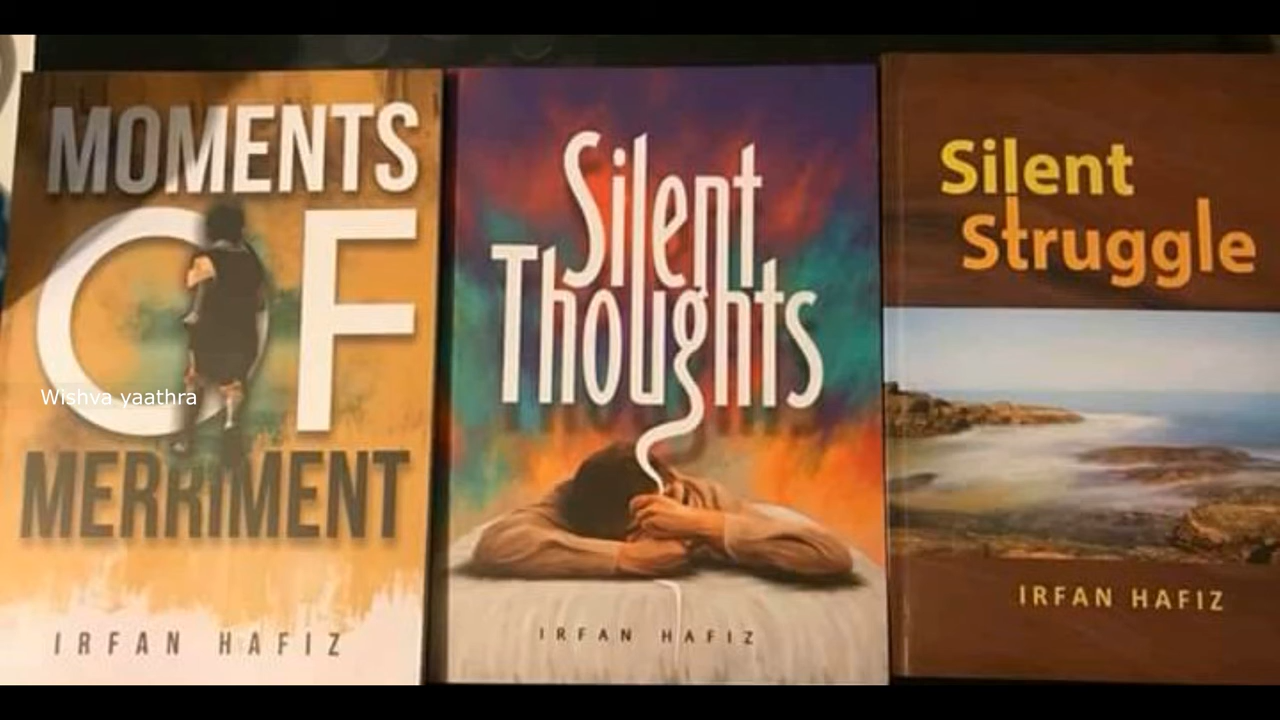 MOMENTS
OF
MERRIMENT
IRFAN HAFIZ
Wishva yaathra
Silent
Thoughts
IRFAN HAFIZ
Silent
Struggle
IRFAN HAFIZ